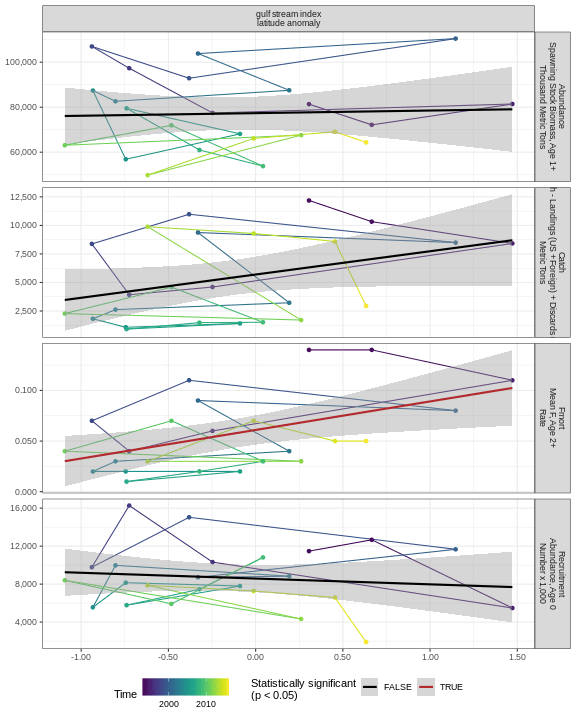 gulf stream index
latitude anomaly
100,000
80,000
60,000
Abundance
Spawning Stock Biomass, Age 1+
Thousand Metric Tons
12,500
10,000
7,500
5,000
2,500
Catch
h - Landings (US +Foreign) + Discards
Metric Tons
0.100
0.050
0.000
Fmort
Mean F, Age 2+
Rate
16,000
12,000
8,000
4,000
Recruitment
Abundance, Age 0
Number x 1,000
-1.00 -0.50 0.00 0.50 1.00 1.50
Time
2000 2010
Statistically significant
(p < 0.05)
FALSE TRUE